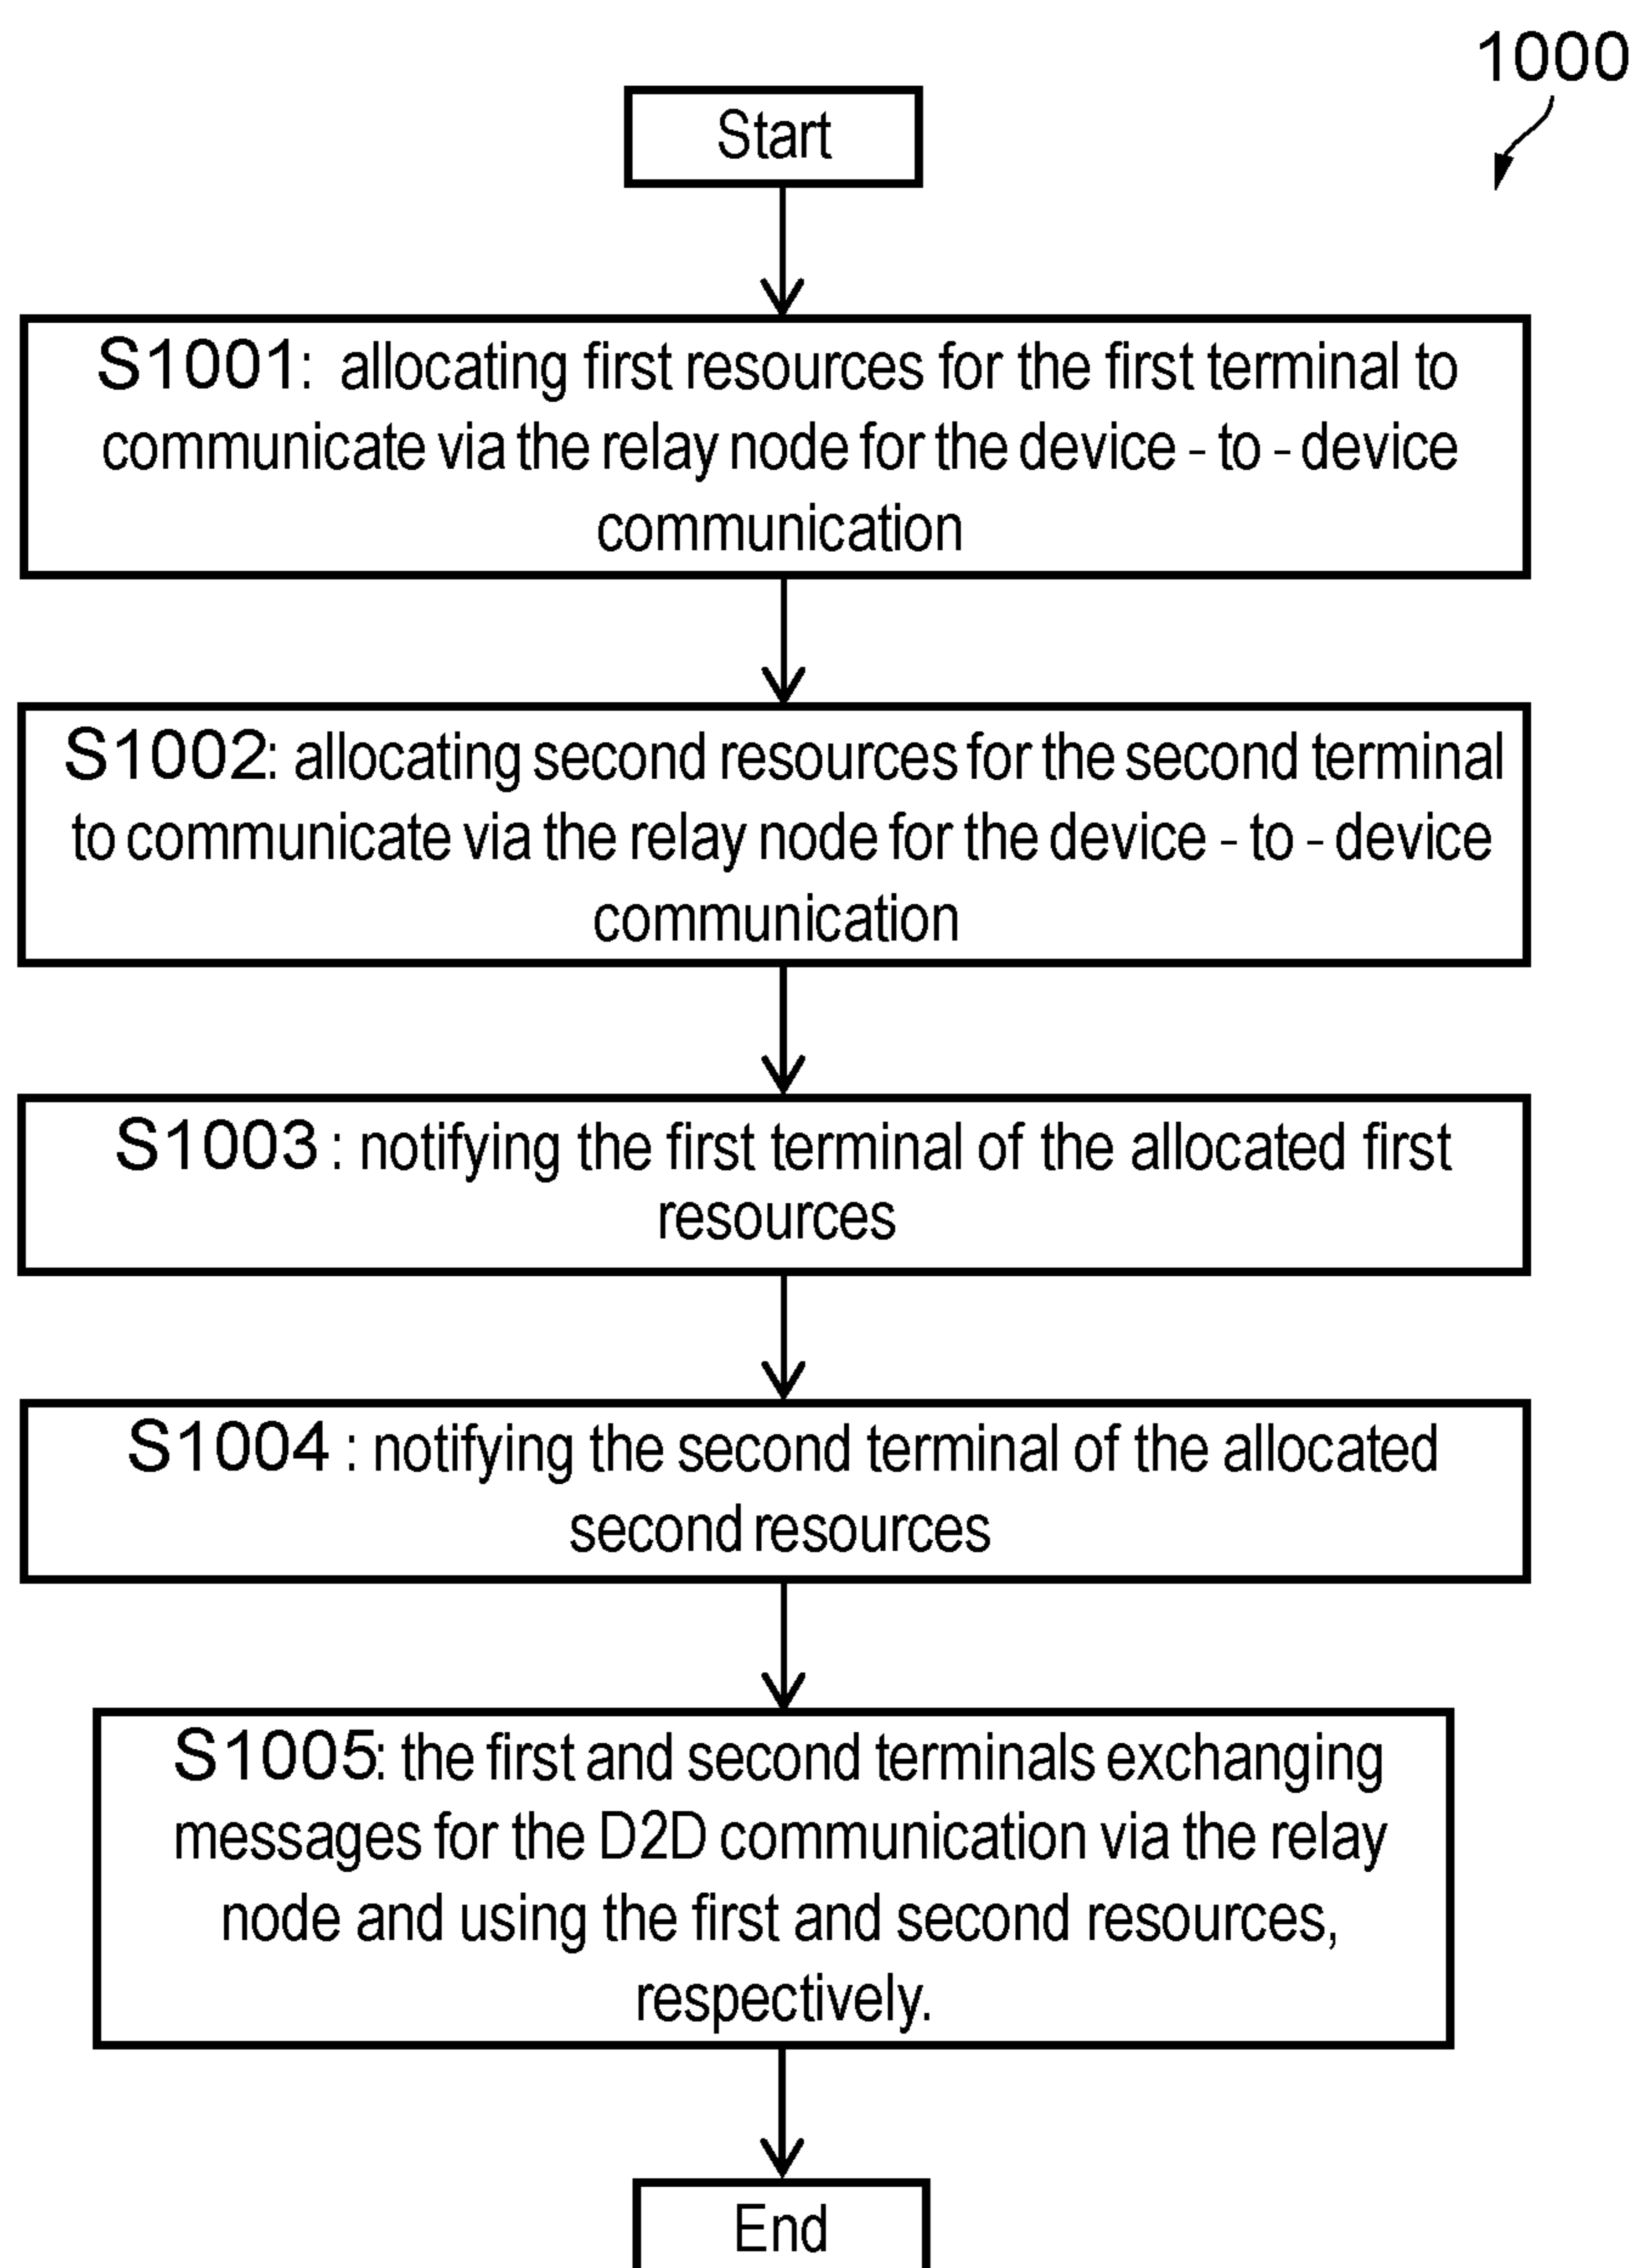 1000
Start
S1001: allocating first resources for the first terminal to
communicate via the relay node for the device - to - device
communication
S1002: allocating second resources for the second terminal
to communicate via the relay node for the device - to - device
communication
S1003 : notifying the first terminal of the allocated first
resources
S1004 : notifying the second terminal of the allocated
second resources
S1005: the first and second terminals exchanging
messages for the D2D communication via the relay
node and using the first and second resources,
respectively.
End